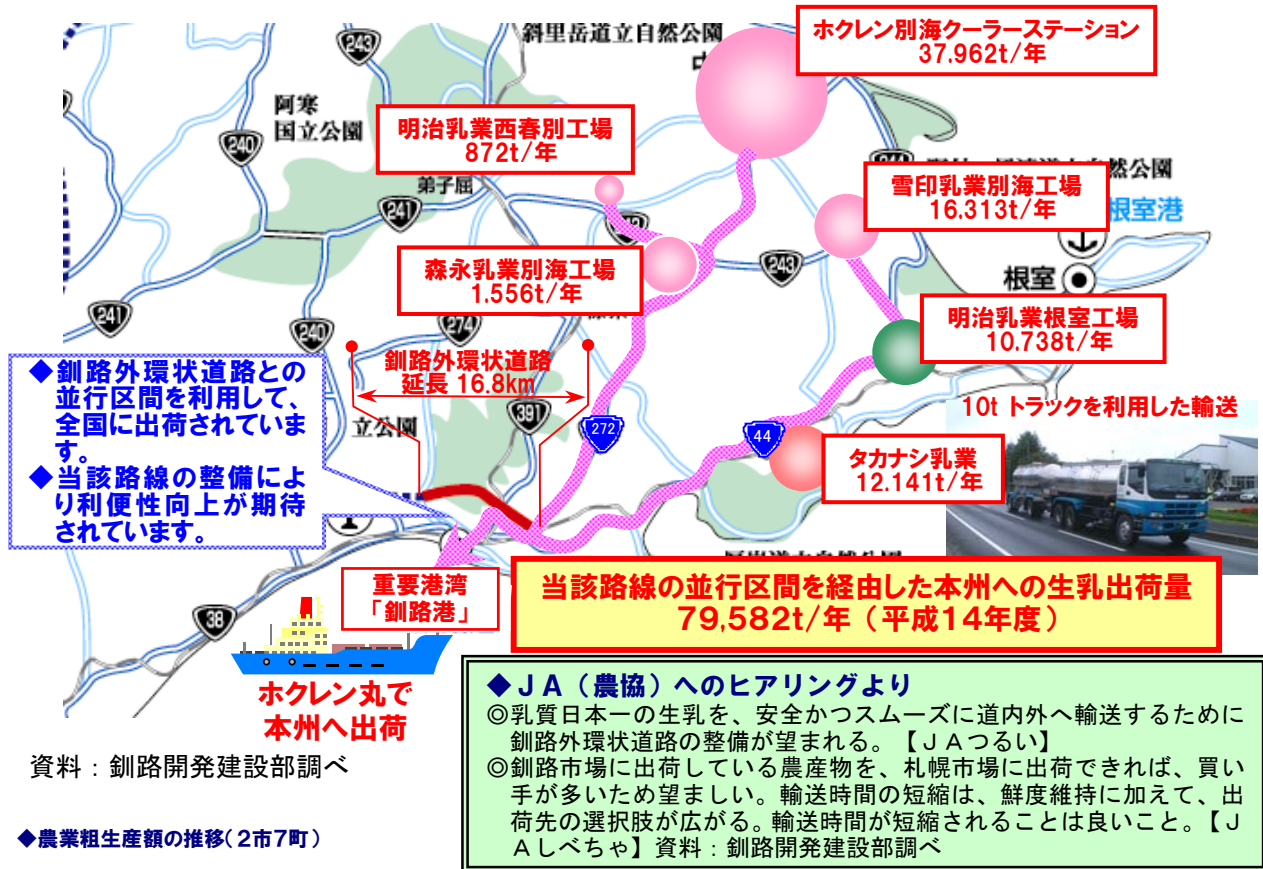 斜里岳道立自然公園
中
ホクレン別海クーラーステーション
37.962t/年
243
阿寒
国立公園
240
明治乳業西春別工場
872t/年
弟子屈
241
雪印乳業別海工場
16.313t/年
然公園
根室港
根室
243
森永乳業別海工場
1.556t/年
241
240
274
明治乳業根室工場
10.738t/年
◆釧路外環状道路との
並行区間を利用して、
全国に出荷されていま
す。
◆当該路線の整備によ
り利便性向上が期待
されています。
釧路外環状道路
延長 16.8km
立公園
391
272
44
10t トラックを利用した輸送
タカナシ乳業
12.141t/年
重要港湾
「釧路港」
38
当該路線の並行区間を経由した本州への生乳出荷量
79,582t/年（平成14年度）
ホクレン丸で
本州へ出荷
資料：釧路開発建設部調べ
◆農業粗生産額の推移（2市7町）
◆ＪＡ（農協）へのヒアリングより
◎乳質日本一の生乳を、安全かつスムーズに道内外へ輸送するために
釧路外環状道路の整備が望まれる。【ＪＡつるい】
◎釧路市場に出荷している農産物を、札幌市場に出荷できれば、買い
手が多いため望ましい。輸送時間の短縮は、鮮度維持に加えて、出
荷先の選択肢が広がる。輸送時間が短縮されることは良いこと。【Ｊ
Ａしべちゃ】資料：釧路開発建設部調べ